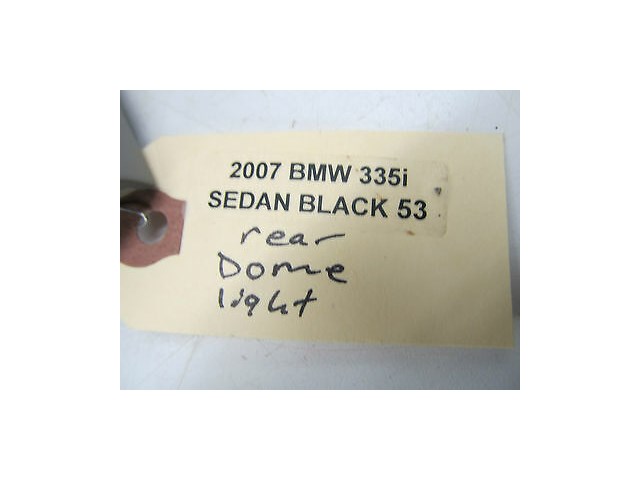 2007 BMW 335i
SEDAN BLACK 53
rear
Dome
light